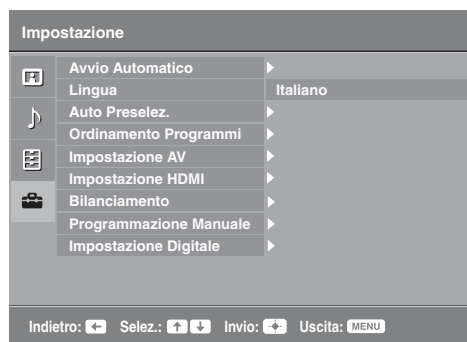 Impostazione
Avvio Automatico
Lingua Italiano
Auto Preselez.
Ordinamento Programmi
Impostazione AV
Impostazione HDMI
Bilanciamento
Programmazione Manuale
Impostazione Digitale
Indietro: Selez.: Invio: Uscita: MENU